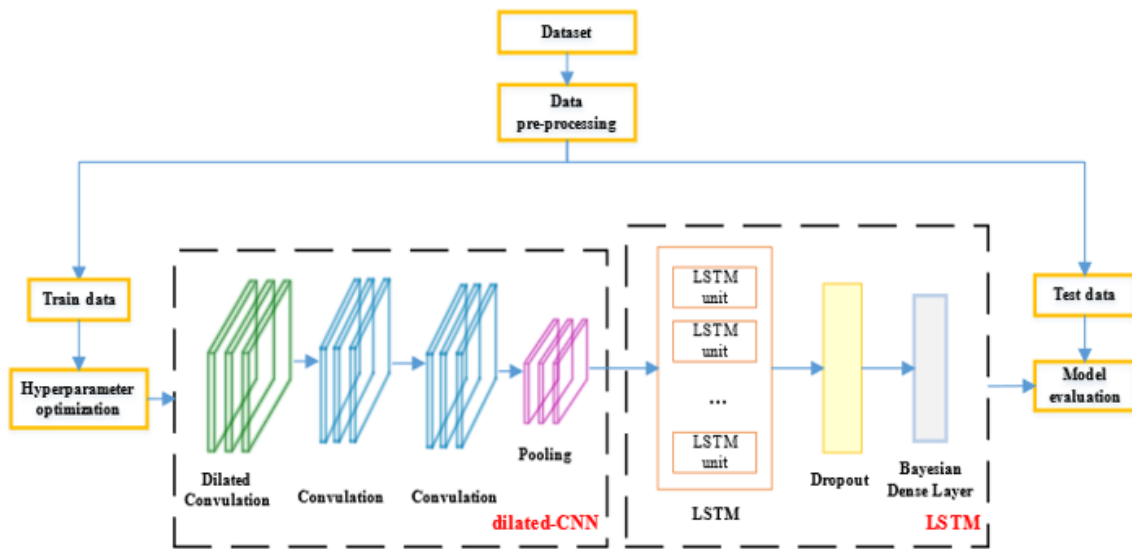 Dataset
Data
pre-processing
Train data
Hyperparameter
optimization
Dilated
Convulation
Convulation
Convulation
Pooling
dilated-CNN
LSTM
unit
LSTM
unit
...
LSTM
unit
LSTM
Dropout
Bayesian
Dense Layer
LSTM
Test data
Model
evaluation